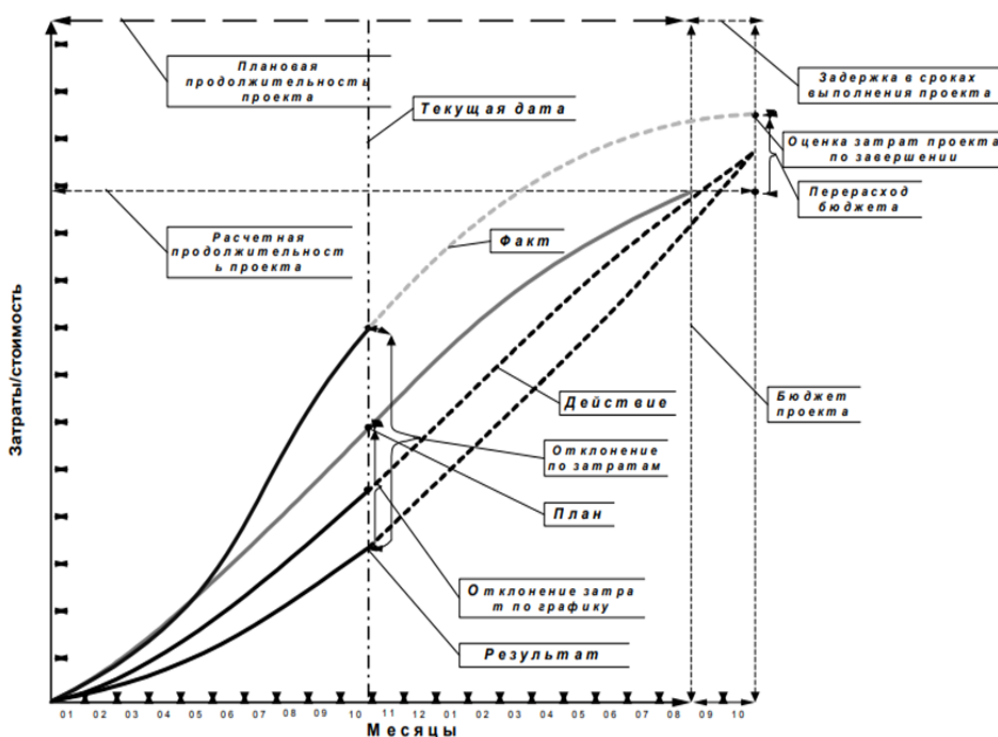 Плановая
продолжительность
проекта
Задержка в сроках
выполнения проекта
Текущая дата
Оценка затрат проекта
по завершении
Перерасход
бюджета
Расчетная
продолжительност
ь проекта
Факт
Затраты/стоимость
Действие
Бюджет
проекта
Отклонение
по затратам
План
Отклонение затра
т по графику
Результат
01 02 03 04 05 06 07 08 09 10 11 12 01 02 03 04 05 06 07 08 09 10
Месяцы